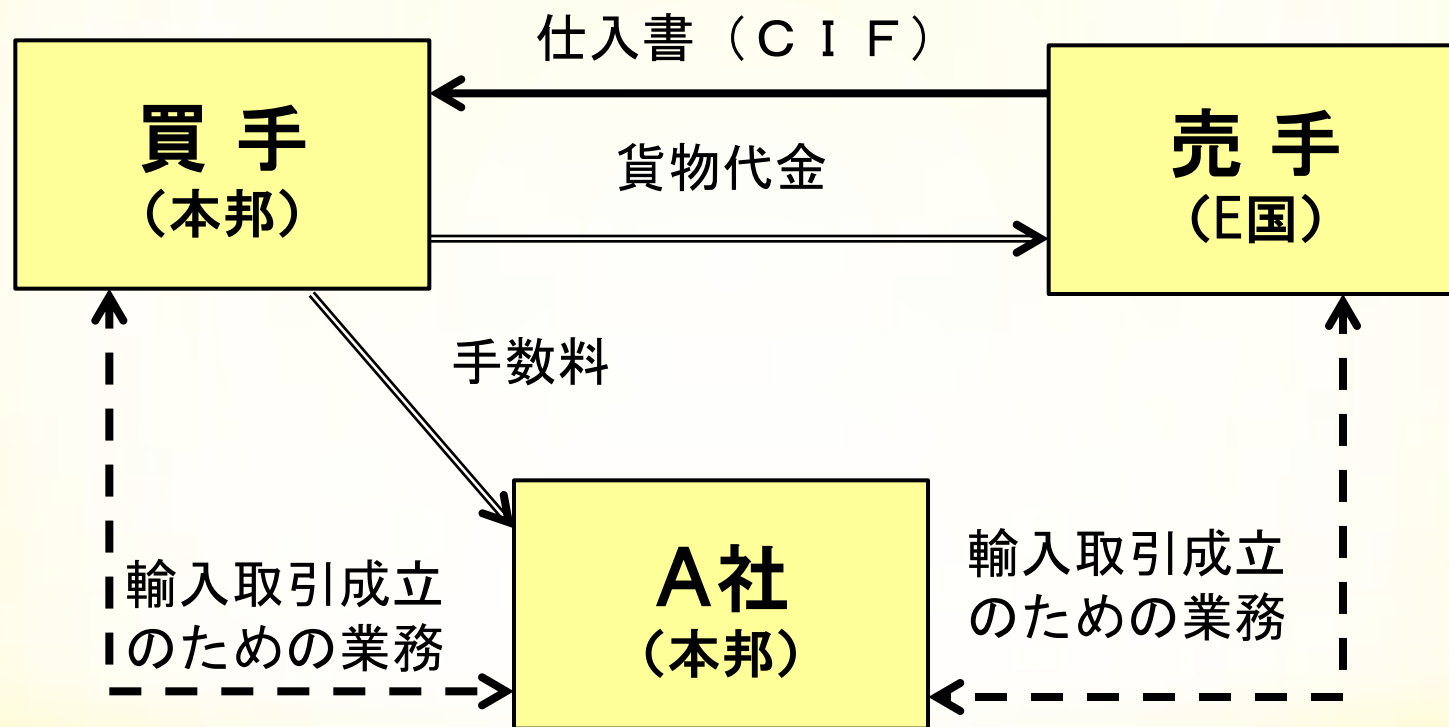 仕入書（ＣＩＦ）
買 手
（本邦）
売 手
（E国）
貨物代金
手数料
A社
（本邦）
輸入取引成立
のための業務
輸入取引成立
のための業務